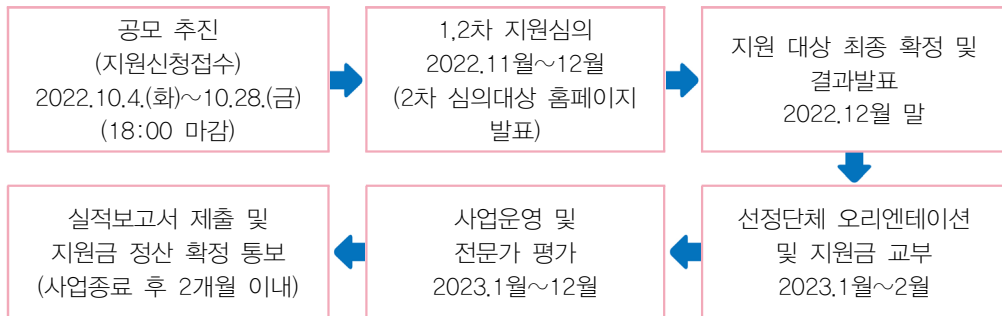 공모 추진
(지원신청접수)
2022.10.4.(화)~10.28.(금)
(18:00 마감)
1,2차 지원심의
2022.11월~12월
(2차 심의대상 홈페이지
발표)
지원 대상 최종 확정 및
결과발표
2022.12월 말
선정단체 오리엔테이션
및 지원금 교부
2023.1월~2월
사업운영 및
전문가 평가
2023.1월~12월
실적보고서 제출 및
지원금 정산 확정 통보
(사업종료 후 2개월 이내)